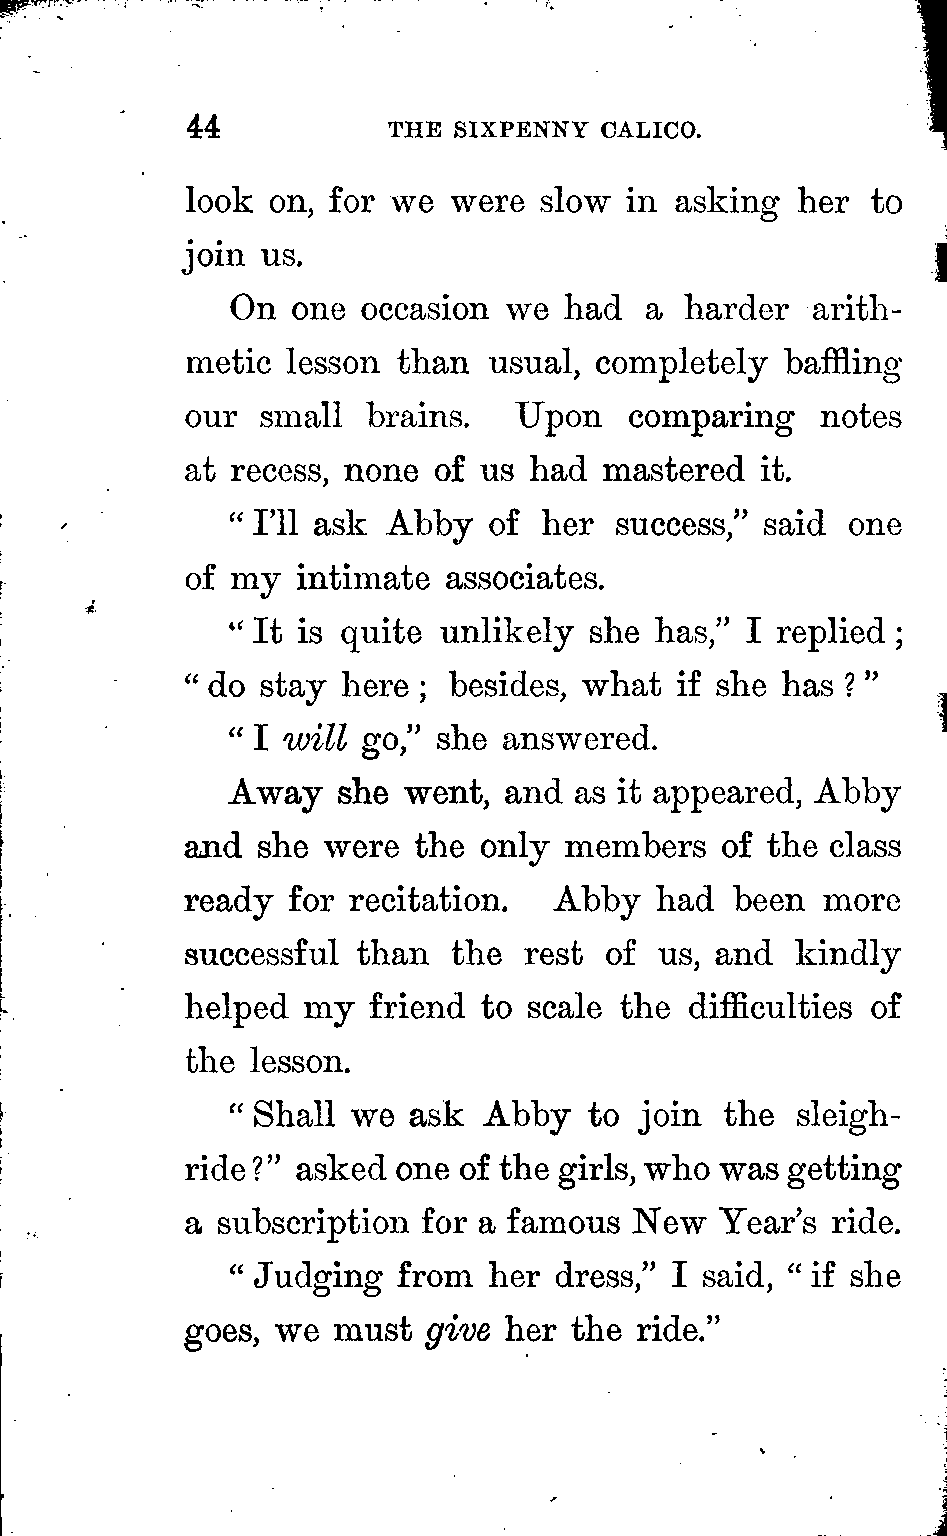 44 THE SIXPENNY CALICO.
look on, for we were slow in asking her to
join us.
On one occasion we had a harder arith-
metic lesson than usual, completely baffling
our small brains. Upon comparing notes
at recess, none of us had mastered it.
"I'll ask Abby of her success," said one
of my intimate associates.
"It is quite unlikely she has," I replied;
"do stay here; besides, what if she has?"
"I will go," she answered.
Away she went, and as it appeared, Abby
and she were the only members of the class
ready for recitation. Abby had been more
successful than the rest of us, and kindly
helped my friend to scale the difficulties of
the lesson.
"Shall we ask Abby to join the sleigh-
ride?" asked one of the girls, who was getting
a subscription for a famous New Year's ride.
"Judging from her dress," I said, "if she
goes, we must give her the ride."